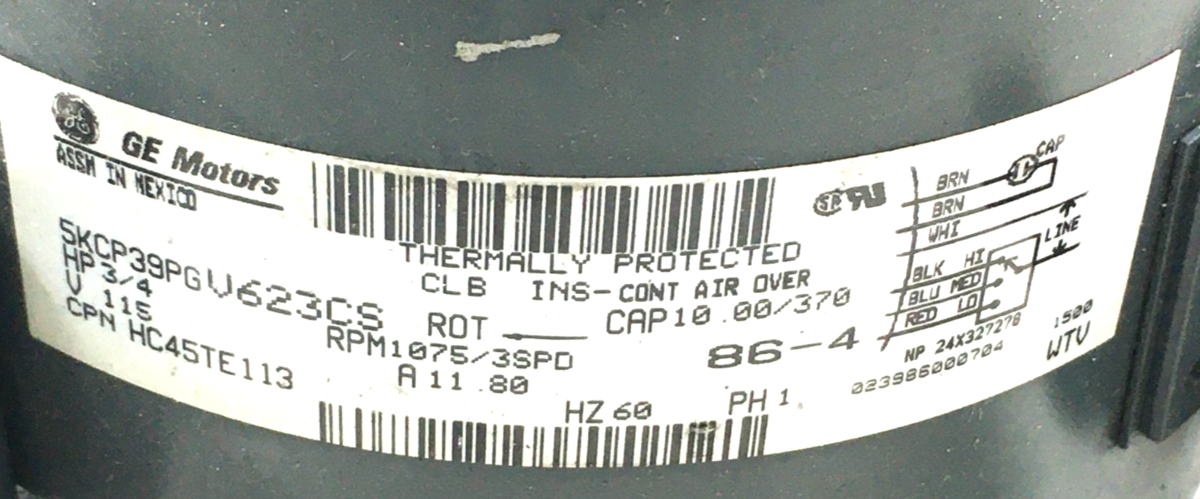 GE Motors
ASSM IN MEXICO
5KCP39PGV623CS
HP 3/4
V 115
CPN HC45TE113
THERMALLY PROTECTED
CLB INS-CONT AIR OVER
ROT CAP10.00/370
RPM1075/3SPD
A 11.80
86-4
HZ 60
PH 1
CAP
BRN
BRN
WHI
LINE
BLK HI
BLU MED
RED LO
NP 24X327278
023986000704
1500
WTV